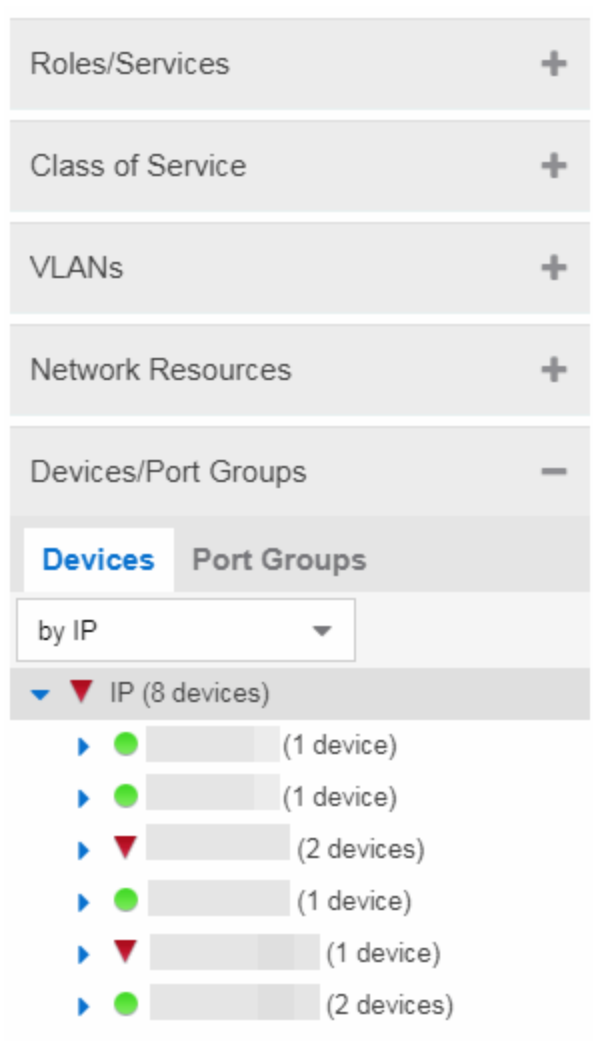 Roles/Services
Class of Service
VLANs
Network Resources
Devices/Port Groups
Devices Port Groups
by IP
IP (8 devices)
(1 device)
(1 device)
(2 devices)
(1 device)
(1 device)
(2 devices)